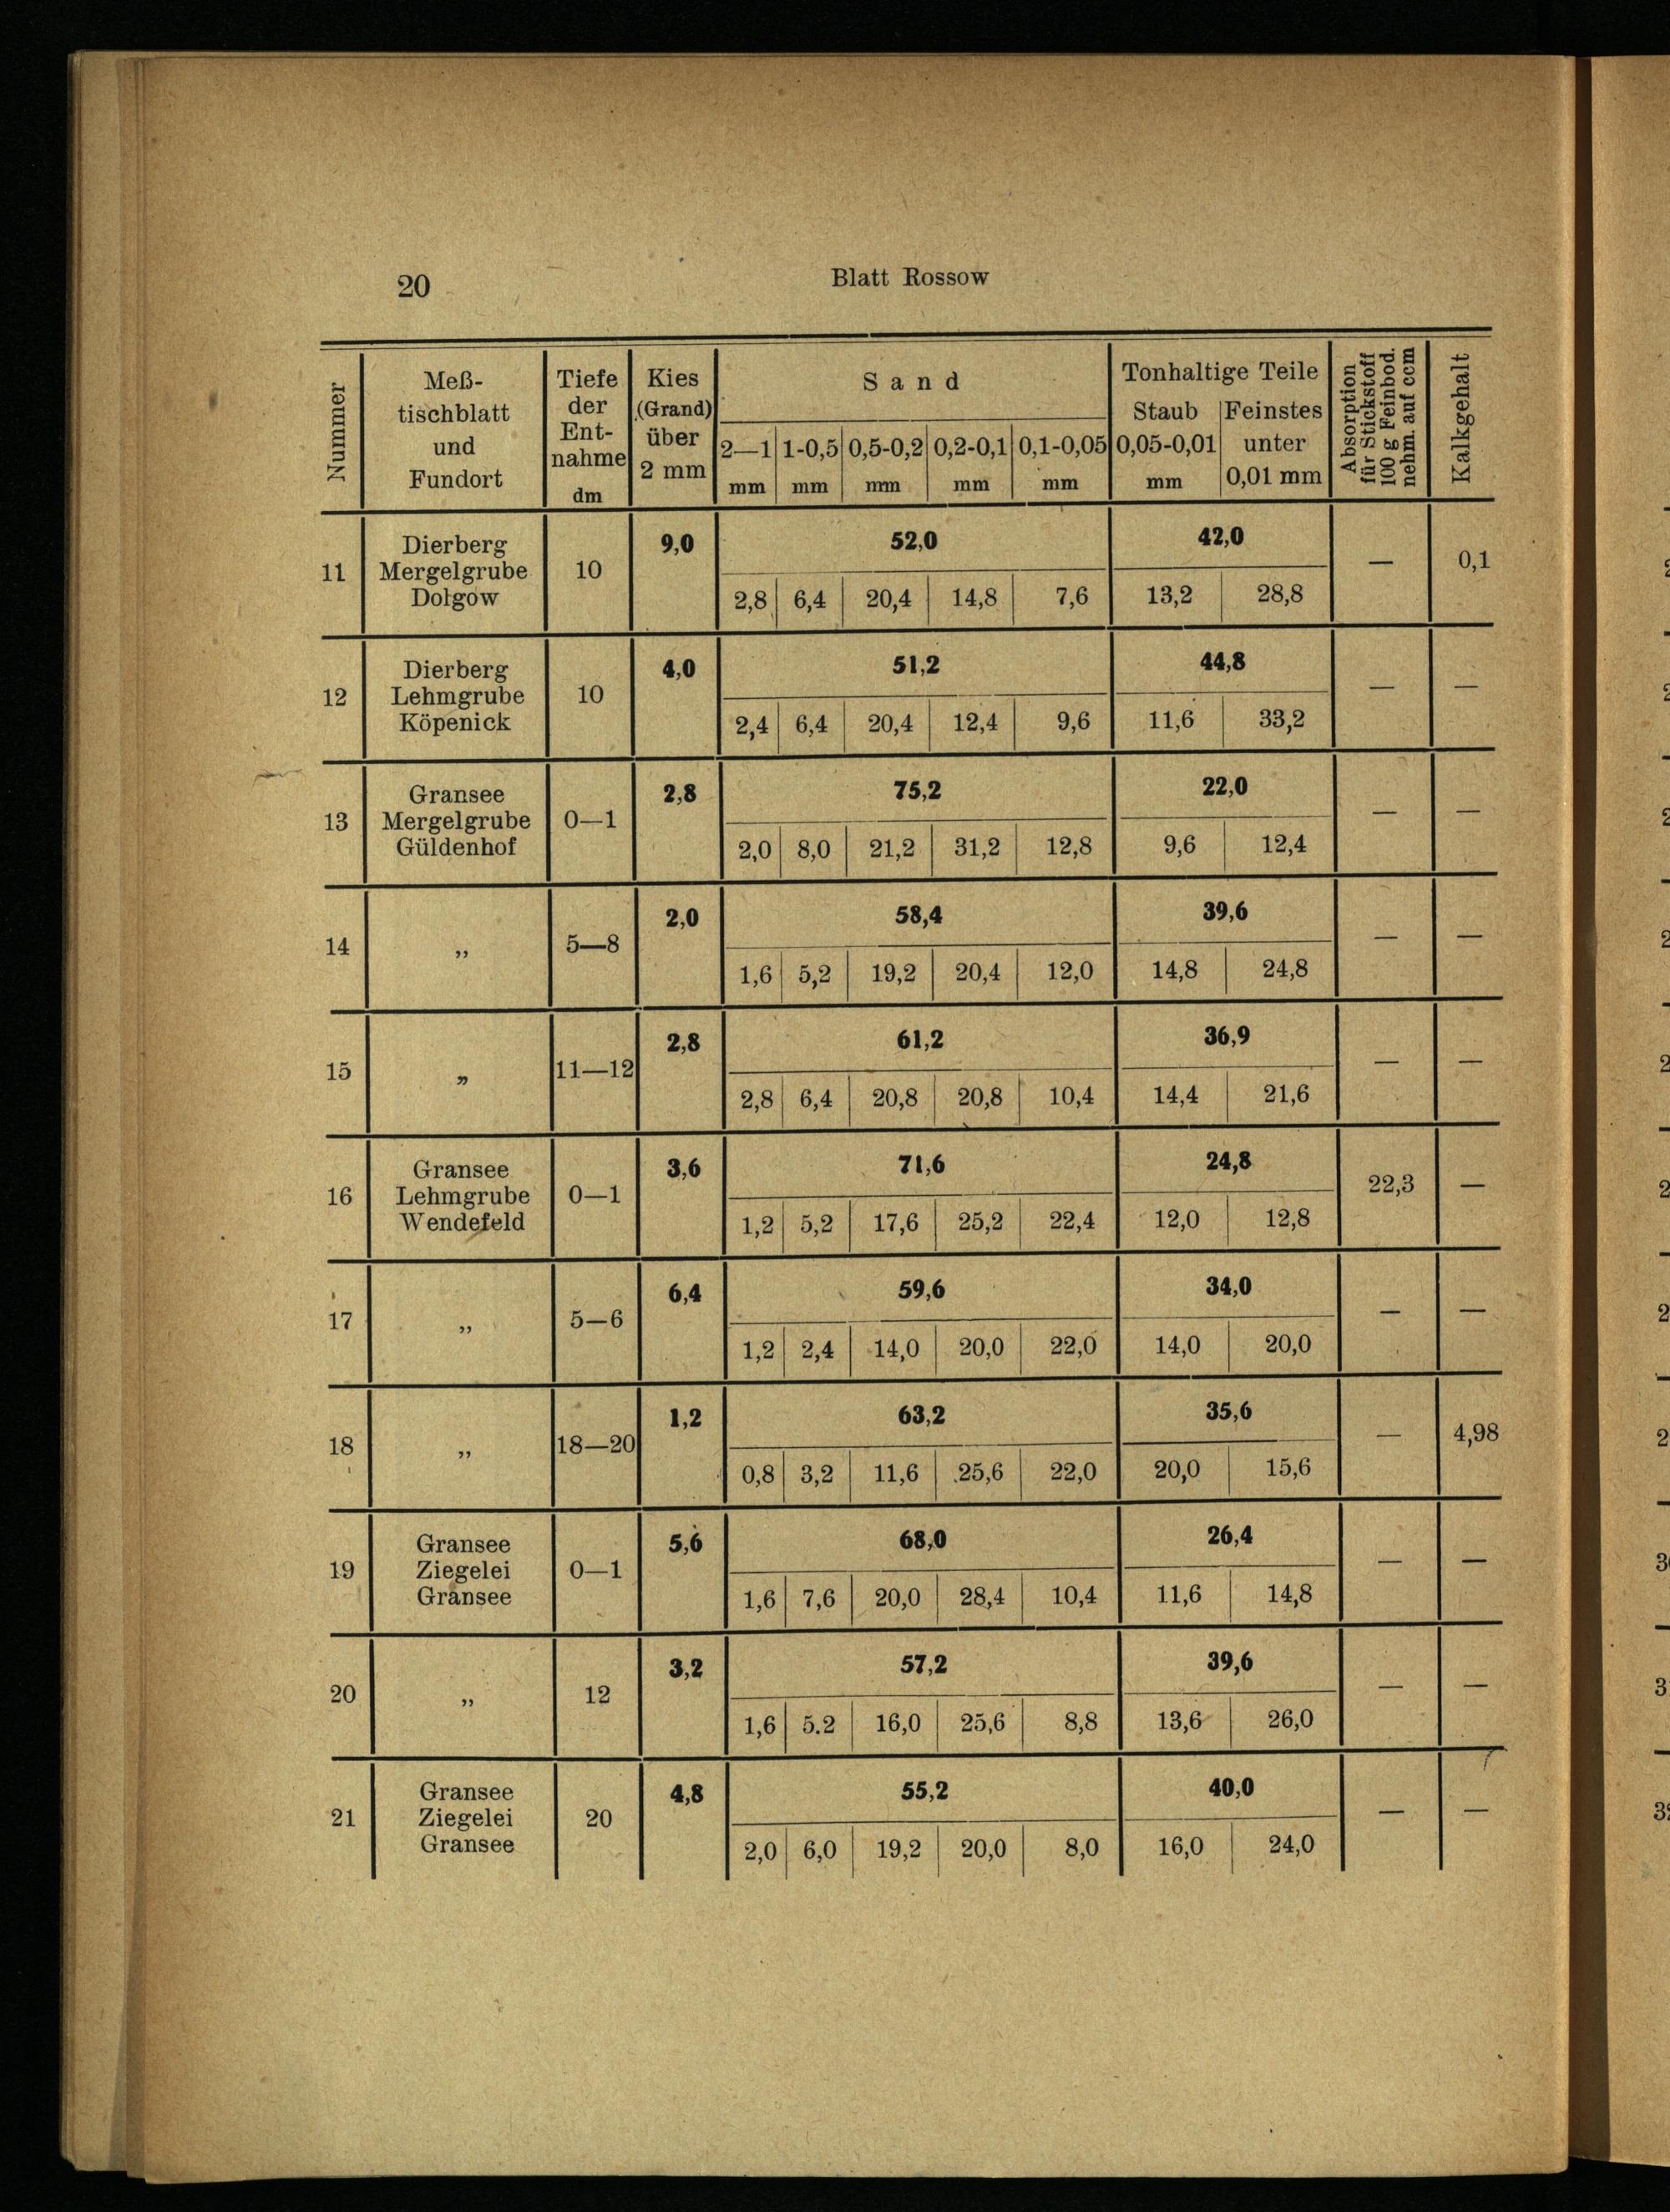 20
Blatt Rossow
Nummer
Meß-
tischblatt
und
Fundort
Tiefe
der
Ent-
nahme
dm
Kies
(Grand)
über
2 mm
Sand
2—1 1-0,5 0,5-0,2 0,2-0,1 0,1-0,05
mm mm mm mm mm
Tonhaltige Teile
Staub Feinstes
0,05-0,01 unter
mm 0,01 mm
Absorption
für Stickstoff
100 g Feinbod.
nehm. auf ccm
Kalkgehalt
11 Dierberg
Mergelgrube
Dolgow 10 9,0 52,0 42,0 — 0,1
2,8 6,4 20,4 14,8 7,6 13,2 28,8
12 Dierberg
Lehmgrube
Köpenick 10 4,0 51,2 44,8 — —
2,4 6,4 20,4 12,4 9,6 11,6 33,2
13 Gransee
Mergelgrube
Güldenhof 0—1 2,8 75,2 22,0 — —
2,0 8,0 21,2 31,2 12,8 9,6 12,4
14 „ 5—8 2,0 58,4 39,6 — —
1,6 5,2 19,2 20,4 12,0 14,8 24,8
15 „ 11—12 2,8 61,2 36,9 — —
2,8 6,4 20,8 20,8 10,4 14,4 21,6
16 Gransee
Lehmgrube
Wendefeld 0—1 3,6 71,6 24,8 22,3 —
1,2 5,2 17,6 25,2 22,4 12,0 12,8
17 „ 5—6 6,4 59,6 34,0 — —
1,2 2,4 14,0 20,0 22,0 14,0 20,0
18 „ 18—20 1,2 63,2 35,6 — 4,98
0,8 3,2 11,6 25,6 22,0 20,0 15,6
19 Gransee
Ziegelei
Gransee 0—1 5,6 68,0 26,4 — —
1,6 7,6 20,0 28,4 10,4 11,6 14,8
20 „ 12 3,2 57,2 39,6 — —
1,6 5.2 16,0 25,6 8,8 13,6 26,0
21 Gransee
Ziegelei
Gransee 20 4,8 55,2 40,0 — —
2,0 6,0 19,2 20,0 8,0 16,0 24,0